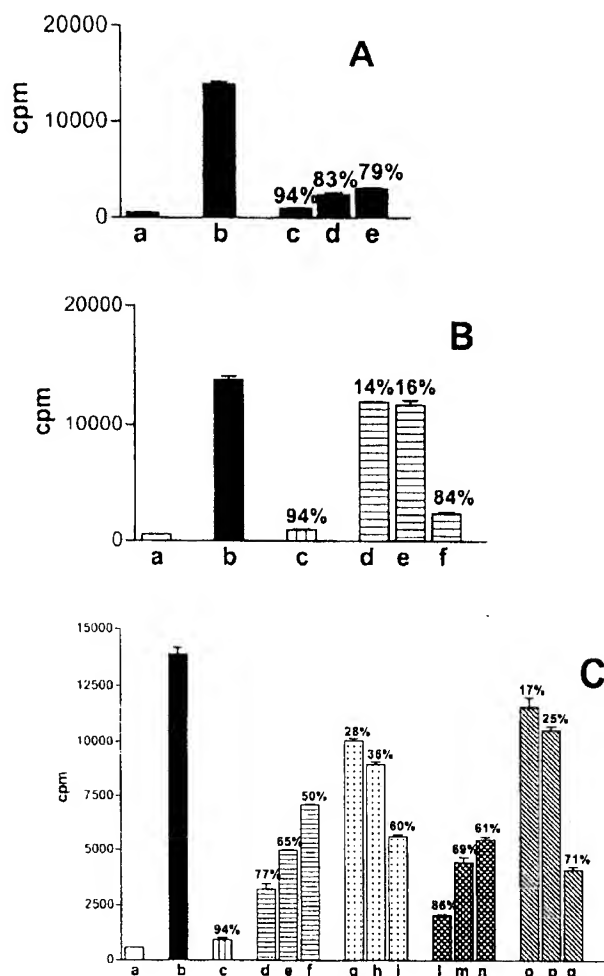 20000
A
cpm
10000
94% 83% 79%
0
a b c d e
20000
B
cpm
10000
14% 16%
94% 84%
0
a b c d e f
15000
C
12500
17%
10000
28% 25%
cpm
36%
7500
50% 60% 61% 71%
65% 69%
5000
77%
86%
2500
94%
0
a b c d e f g h i l m n o p q